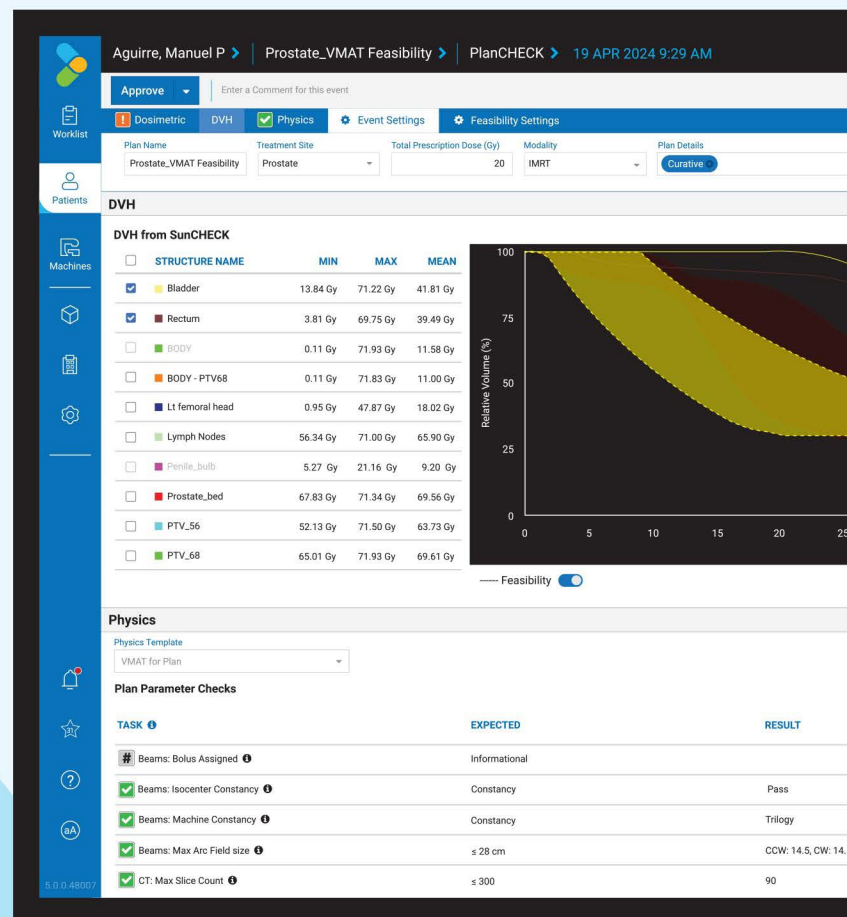 Aguirre, Manuel P > Prostate_VMAT Feasibility > PlanCHECK > 19 APR 2024 9:29 AM
Approve Enter a Comment for this event
Worklist
! Dosimetric DVH Physics Event Settings Feasibility Settings
Plan Name Treatment Site Total Prescription Dose (Gy) Modality Plan Details
Prostate_VMAT Feasibility Prostate 20 IMRT Curative
Patients
DVH
DVH from SunCHECK
Machines
STRUCTURE NAME MIN MAX MEAN
Bladder 13.84 Gy 71.22 Gy 41.81 Gy
Rectum 3.81 Gy 69.75 Gy 39.49 Gy
BODY 0.11 Gy 71.93 Gy 11.58 Gy
BODY - PTV68 0.11 Gy 71.83 Gy 11.00 Gy
Lt femoral head 0.95 Gy 47.87 Gy 18.02 Gy
Lymph Nodes 56.34 Gy 71.00 Gy 65.90 Gy
Penile_bulb 5.27 Gy 21.16 Gy 9.20 Gy
Prostate_bed 67.83 Gy 71.34 Gy 69.56 Gy
PTV_56 52.13 Gy 71.50 Gy 63.73 Gy
PTV_68 65.01 Gy 71.93 Gy 69.61 Gy
Relative Volume (%)
100
75
50
25
0
0 5 10 15 20 25
Feasibility
Physics
Physics Template
VMAT for Plan
Plan Parameter Checks
TASK EXPECTED RESULT
# Beams: Bolus Assigned Informational
Beams: Isocenter Constancy Constancy Pass
Beams: Machine Constancy Constancy Trilogy
Beams: Max Arc Field size ≤ 28 cm CCW: 14.5, CW: 14.
CT: Max Slice Count ≤ 300 90
31
?
aA
5.0.0.48007